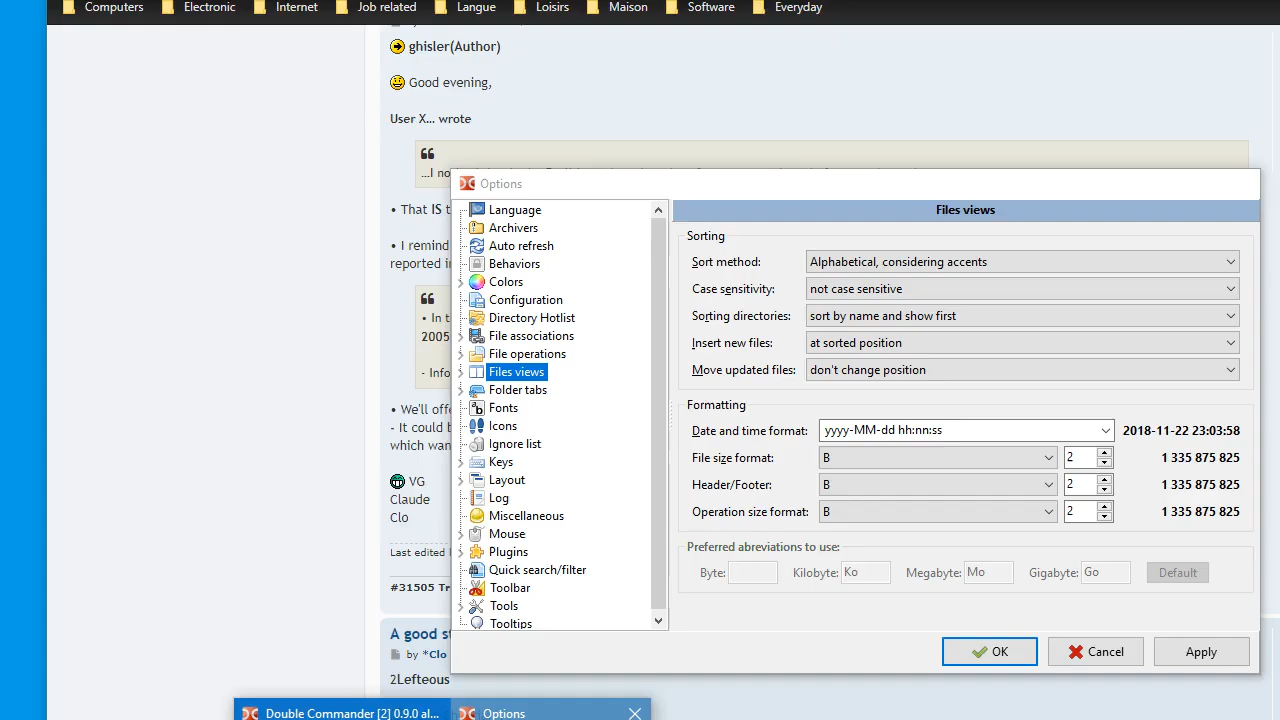 Computers Electronic Internet Job related Langue Loisirs Maison Software Everyday
ghisler(Author)
Good evening,
User X... wrote
...I no
• That IS t
• I remind
reported in
• In t
2005
- Info
• We'll offe
- It could b
which wan
VG
Claude
Clo
Last edited
#31505 Tr
A good st
by *Clo
2Lefteous
Options
Language
Archivers
Auto refresh
Behaviors
Colors
Configuration
Directory Hotlist
File associations
File operations
Files views
Folder tabs
Fonts
Icons
Ignore list
Keys
Layout
Log
Miscellaneous
Mouse
Plugins
Quick search/filter
Toolbar
Tools
Tooltips
Files views
Sorting
Sort method: Alphabetical, considering accents
Case sensitivity: not case sensitive
Sorting directories: sort by name and show first
Insert new files: at sorted position
Move updated files: don't change position
Formatting
Date and time format: yyyy-MM-dd hh:nn:ss 2018-11-22 23:03:58
File size format: B 2 1 335 875 825
Header/Footer: B 2 1 335 875 825
Operation size format: B 2 1 335 875 825
Preferred abreviations to use:
Byte: Kilobyte: Ko Megabyte: Mo Gigabyte: Go Default
OK Cancel Apply
Double Commander [2] 0.9.0 al... Options